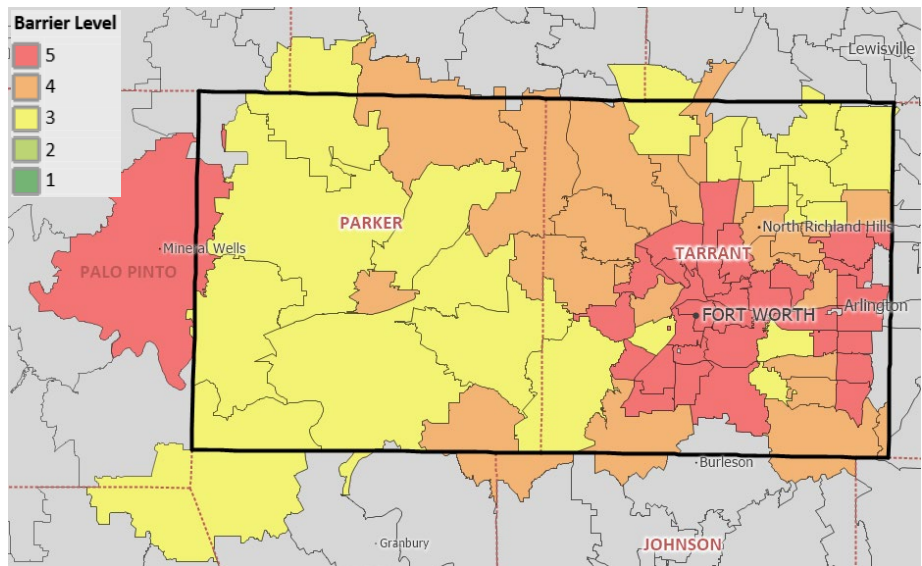 Barrier Level
5
4
3
2
1
Lewisville
PARKER
North Richland Hills
Mineral Wells
TARRANT
PALO PINTO
FORT WORTH
Arlington
Burleson
Granbury
JOHNSON